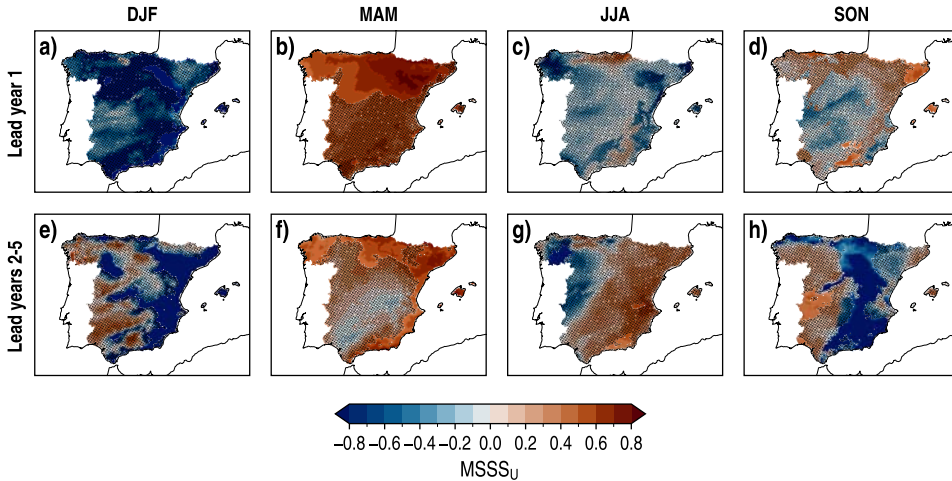 DJF MAM JJA SON
Lead year 1
a) b) c) d)
Lead years 2-5
e) f) g) h)
−0.8 −0.6 −0.4 −0.2 0.0 0.2 0.4 0.6 0.8
MSSS_U